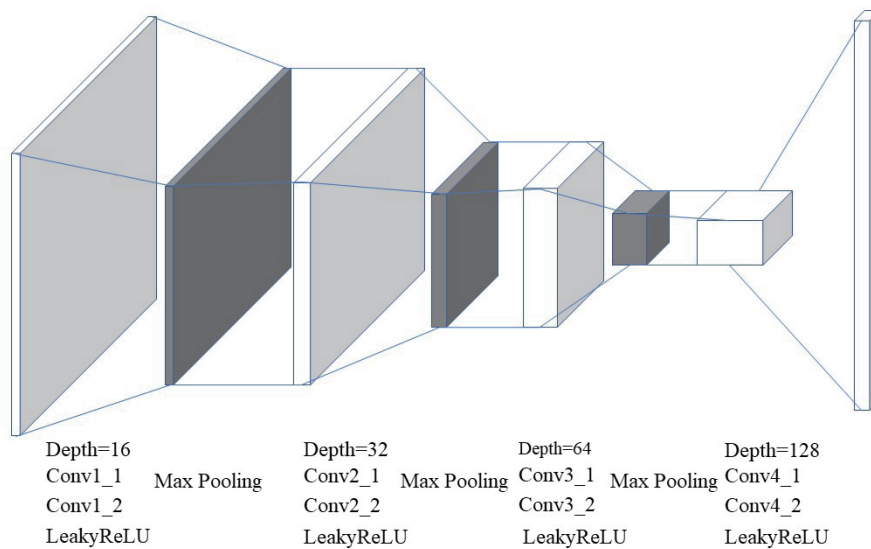 Depth=16
Conv1_1
Conv1_2
LeakyReLU
Max Pooling
Depth=32
Conv2_1
Conv2_2
LeakyReLU
Max Pooling
Depth=64
Conv3_1
Conv3_2
LeakyReLU
Max Pooling
Depth=128
Conv4_1
Conv4_2
LeakyReLU